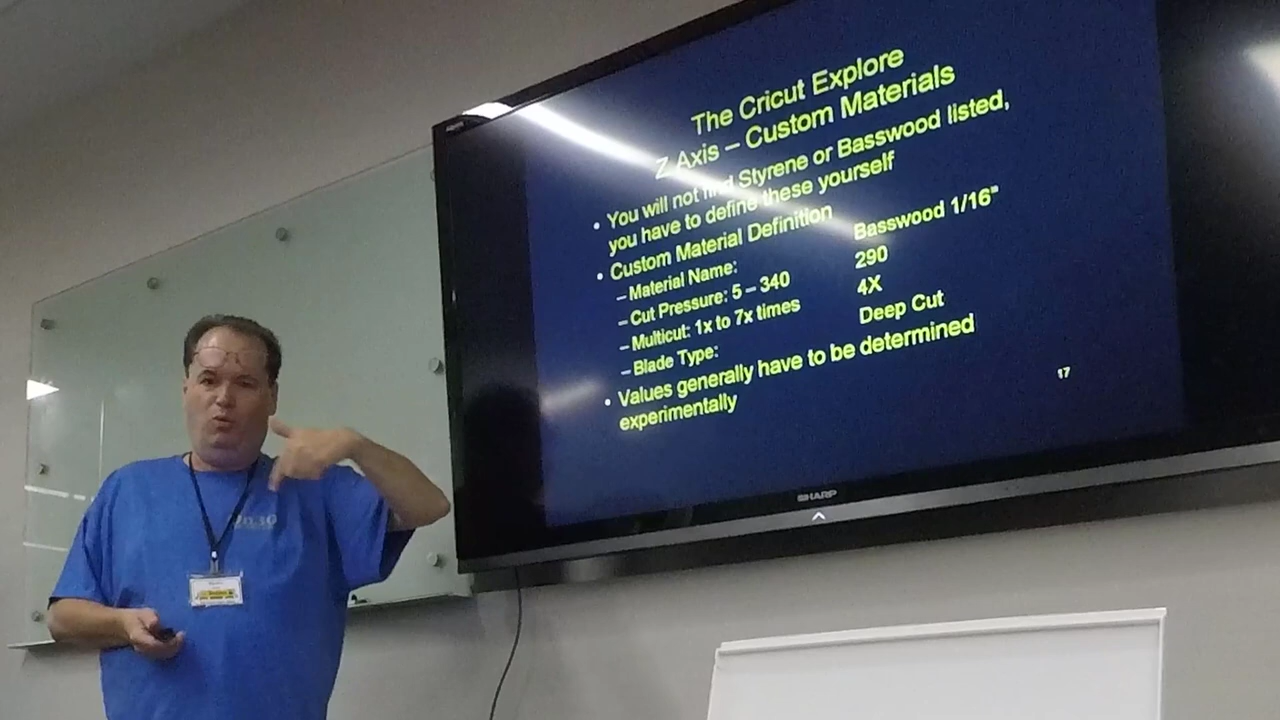 The Cricut Explore
Z Axis – Custom Materials
• You will not find Styrene or Basswood listed,
you have to define these yourself
• Custom Material Definition
– Material Name: Basswood 1/16"
– Cut Pressure: 5 – 340 290
– Multicut: 1x to 7x times 4X
– Blade Type: Deep Cut
• Values generally have to be determined
experimentally
17
SHARP
On30